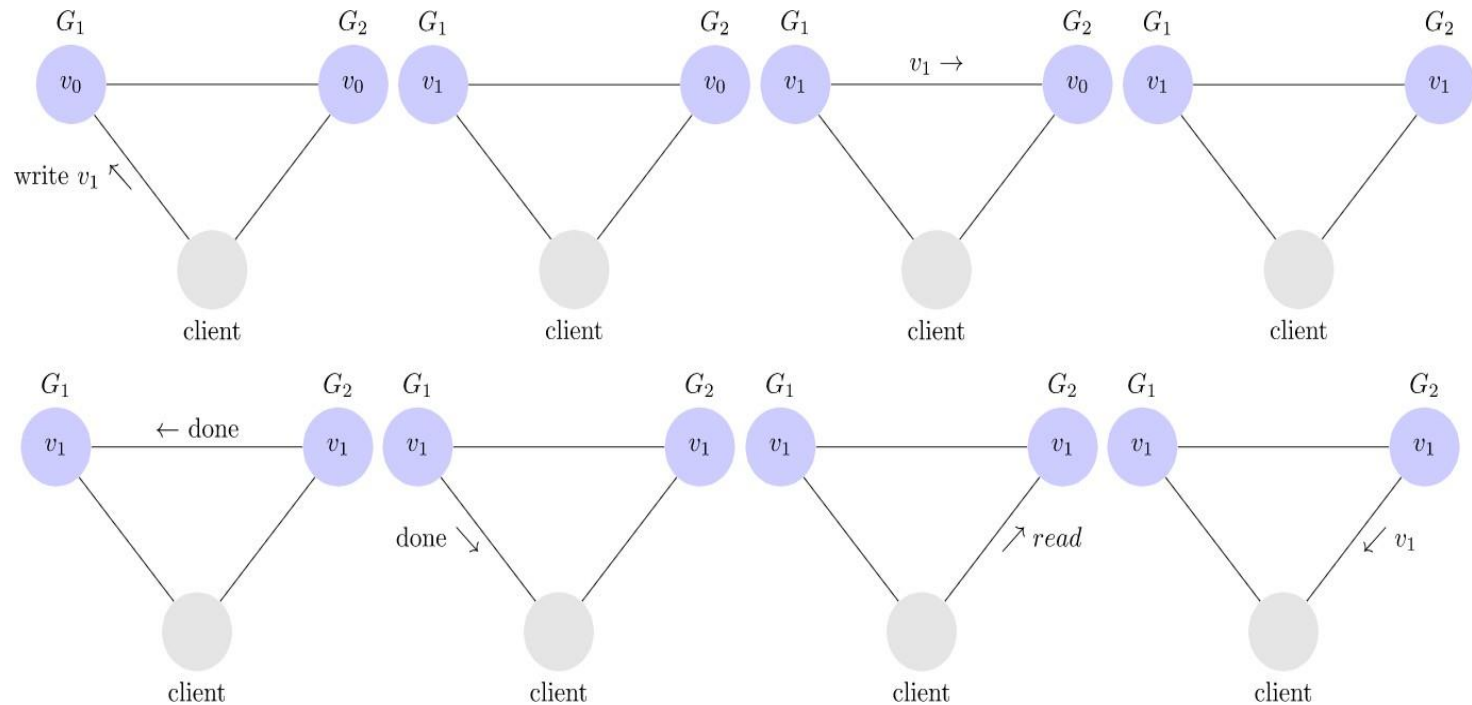 G₁ G₂ G₁ G₂ G₁ G₂ G₁ G₂
v₁ →
v₀ v₀ v₁ v₀ v₁ v₀ v₁ v₁
write v₁
client client client client
G₁ G₂ G₁ G₂ G₁ G₂ G₁ G₂
← done
v₁ v₁ v₁ v₁ v₁ v₁ v₁ v₁
done read v₁
client client client client